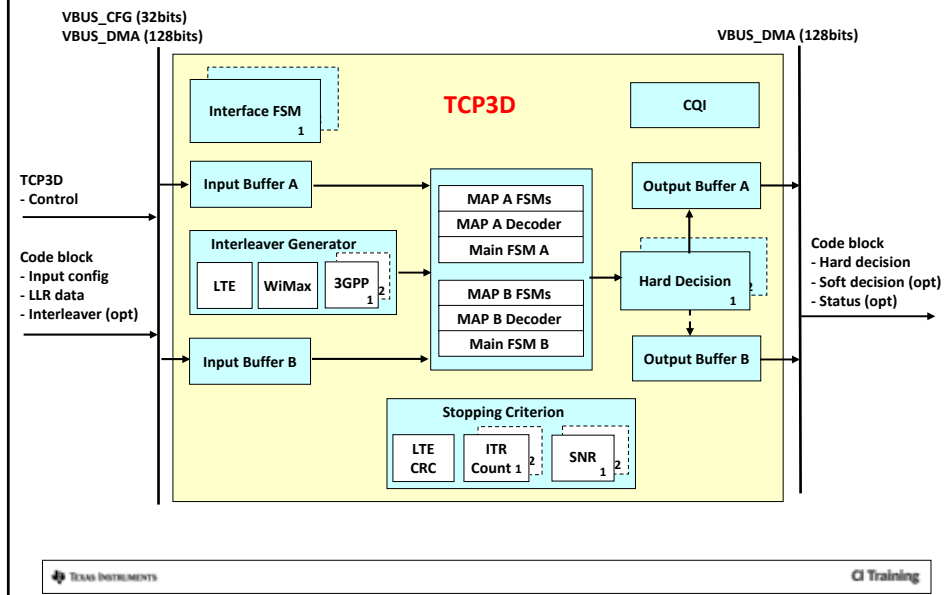 VBUS_CFG (32bits)
VBUS_DMA (128bits)
VBUS_DMA (128bits)
TCP3D
Interface FSM
1
CQI
TCP3D
- Control
Input Buffer A
Output Buffer A
MAP A FSMs
MAP A Decoder
Main FSM A
Interleaver Generator
LTE
WiMax
3GPP
1
2
Code block
- Input config
- LLR data
- Interleaver (opt)
Hard Decision
1
2
Code block
- Hard decision
- Soft decision (opt)
- Status (opt)
MAP B FSMs
MAP B Decoder
Main FSM B
Input Buffer B
Output Buffer B
Stopping Criterion
LTE
CRC
ITR
Count 1
2
SNR
1
2
TEXAS INSTRUMENTS
CI Training